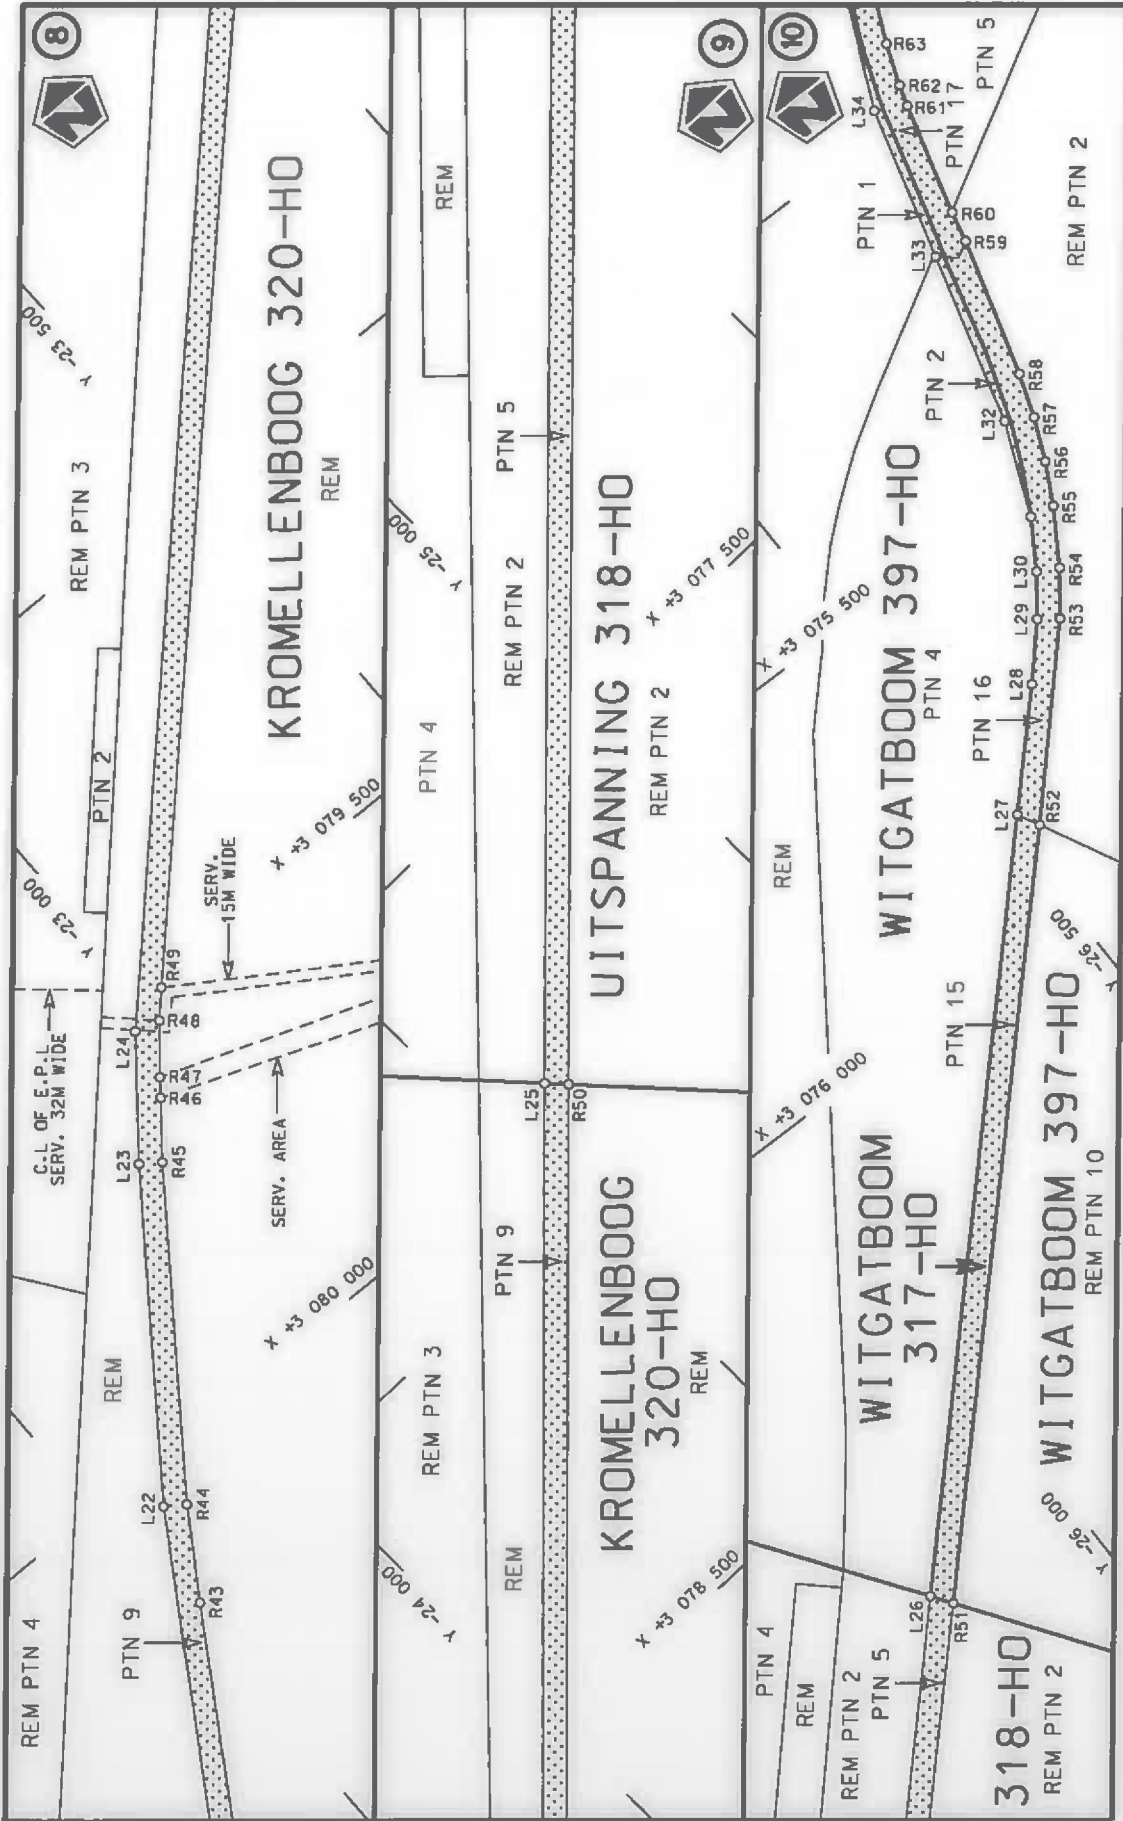 8
REM PTN 4
PTN 9
REM
REM PTN 3
PTN 2
C.L OF E.P.L
SERV. 32M WIDE
Y -23 000
Y -23 500
L22
L23
L24
R43
R44
R45
R46
R47
R48
R49
SERV. AREA
SERV.
15M WIDE
X +3 080 000
X +3 079 500
KROMELLENBOOG 320-HO
REM
9
REM PTN 3
PTN 4
REM
REM
Y -24 000
Y -25 000
PTN 9
REM PTN 2
PTN 5
L25
R50
KROMELLENBOOG
320-HO
REM
UITSPANNING 318-HO
REM PTN 2
X +3 078 500
X +3 077 500
10
PTN 4
REM
REM PTN 2
PTN 5
318-HO
REM PTN 2
L26
R51
X +3 076 000
X +3 075 500
REM
WITGATBOOM
317-HO
PTN 15
WITGATBOOM 397-HO
REM PTN 10
Y -26 000
Y -26 500
L27
R52
WITGATBOOM 397-HO
PTN 4
PTN 16
L28
L29
L30
R53
R54
R55
R56
R57
R58
L32
PTN 2
L33
PTN 1
L34
R59
R60
R61
R62
R63
PTN 17
PTN 5
REM PTN 2